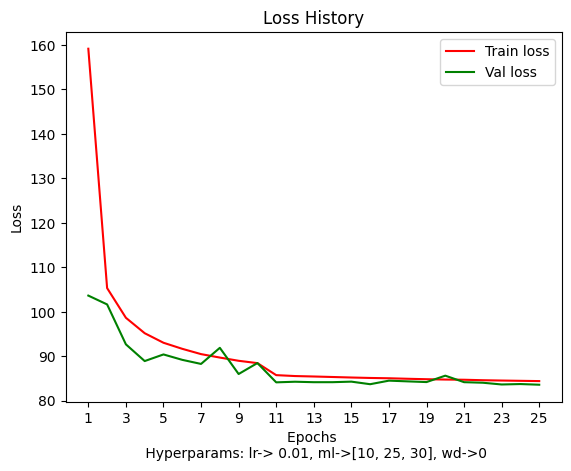 Loss History
Train loss
Val loss
160
150
140
130
120
110
100
90
80
Loss
1 3 5 7 9 11 13 15 17 19 21 23 25
Epochs
Hyperparams: lr-> 0.01, ml->[10, 25, 30], wd->0